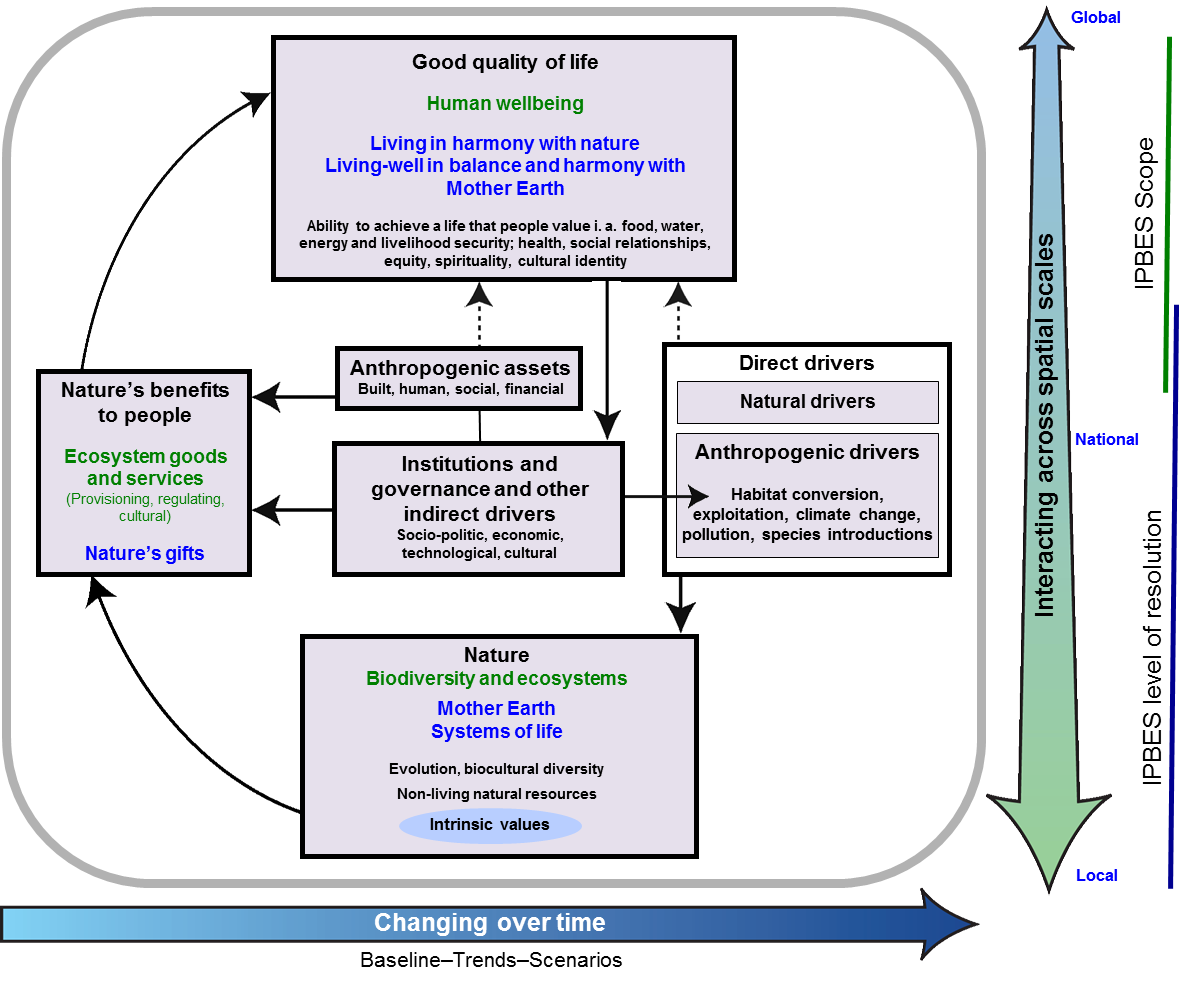 Good quality of life
Human wellbeing
Living in harmony with nature
Living-well in balance and harmony with
Mother Earth
Ability to achieve a life that people value i. a. food, water,
energy and livelihood security; health, social relationships,
equity, spirituality, cultural identity
Anthropogenic assets
Built, human, social, financial
Nature's benefits
to people
Ecosystem goods
and services
(Provisioning, regulating,
cultural)
Nature's gifts
Institutions and
governance and other
indirect drivers
Socio-politic, economic,
technological, cultural
Direct drivers
Natural drivers
Anthropogenic drivers
Habitat conversion,
exploitation, climate change,
pollution, species introductions
Nature
Biodiversity and ecosystems
Mother Earth
Systems of life
Evolution, biocultural diversity
Non-living natural resources
Intrinsic values
Changing over time
Baseline–Trends–Scenarios
Global
National
Local
Interacting across spatial scales
IPBES Scope
IPBES level of resolution